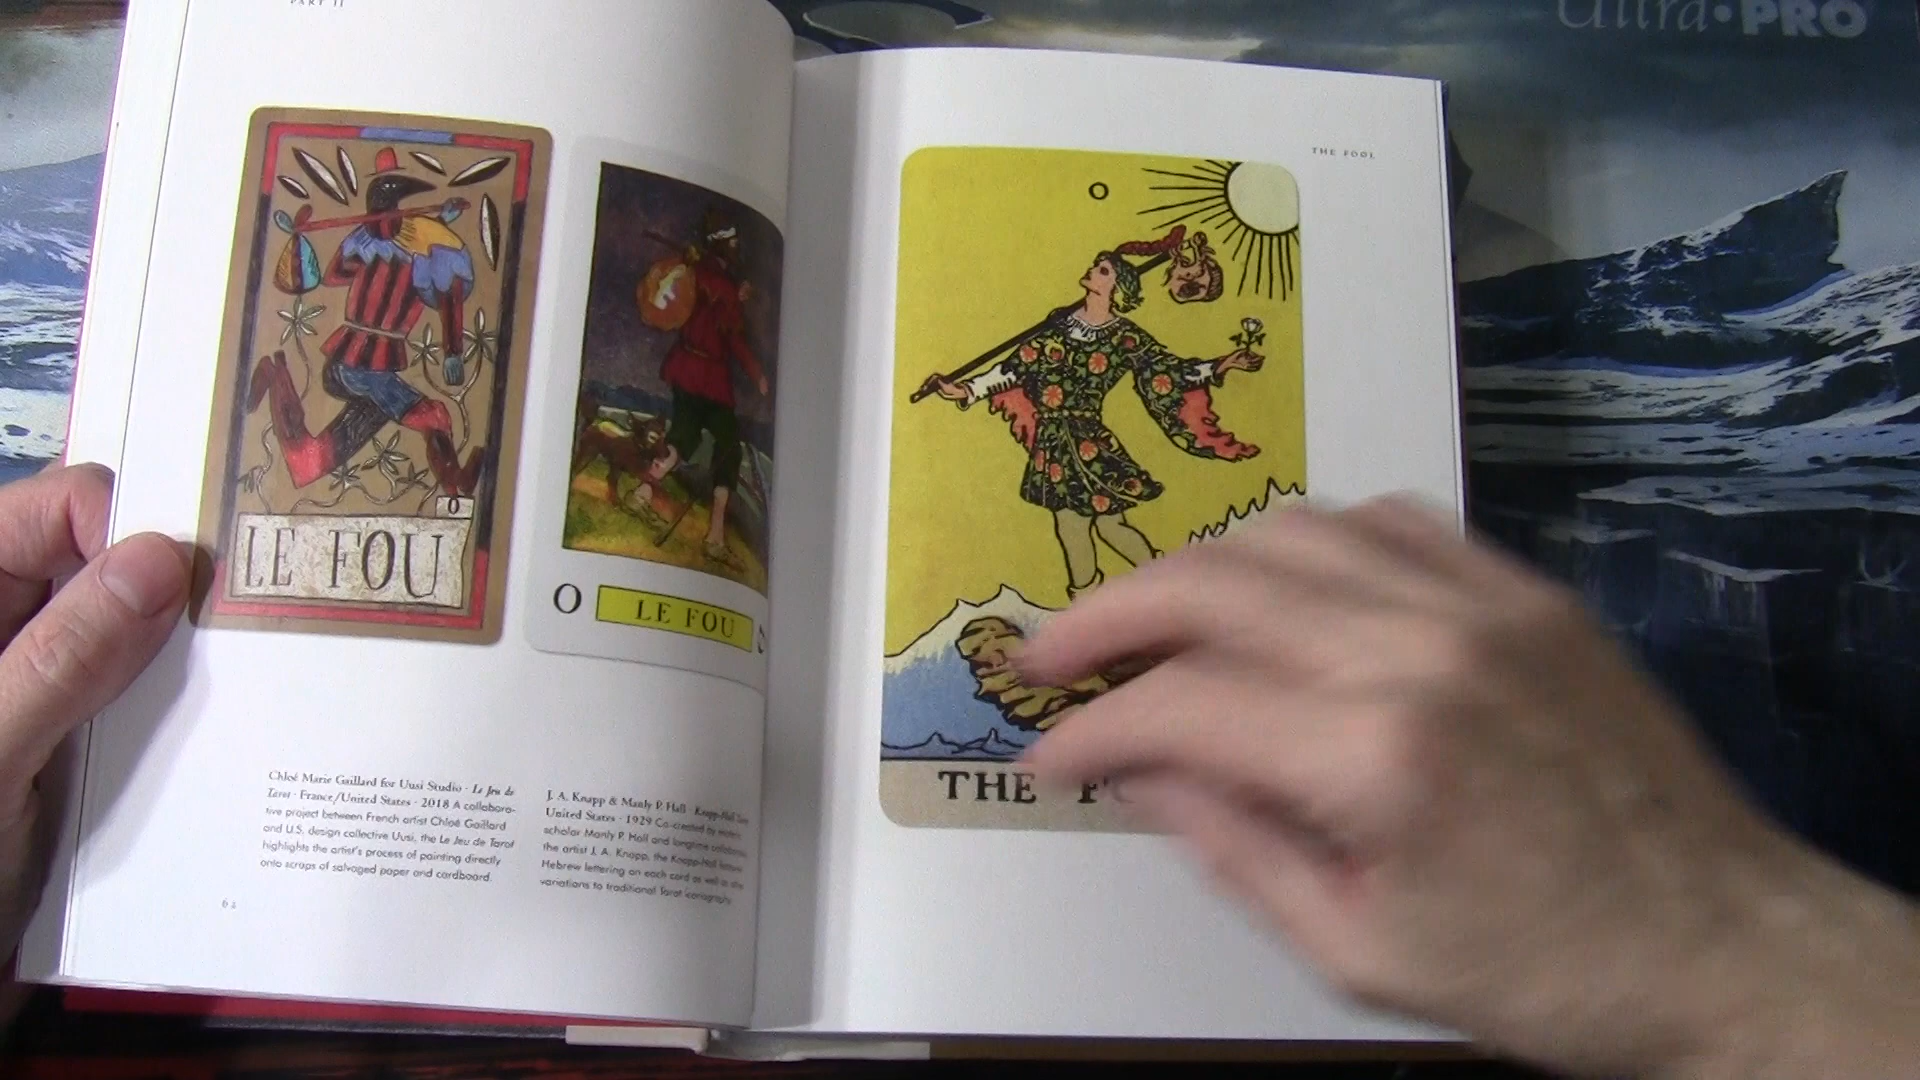 Ultra•PRO
PART II
THE FOOL
O
O
LE FOU
O
LE FOU
THE
Chloé Marie Gaillard for Uusi Studio · Le Jeu de
Tarot · France/United States · 2018 A collabora-
tive project between French artist Chloé Gaillard
and U.S. design collective Uusi, the Le Jeu de Tarot
highlights the artist's process of painting directly
onto scraps of salvaged paper and cardboard.
J. A. Knapp & Manly P. Hall · Knapp-Hall
United States · 1929 Co-created by
scholar Manly P. Hall and longtime
the artist J. A. Knapp, the Knapp-Hall
Hebrew lettering on each card as well as
variations to traditional Tarot iconography.
62